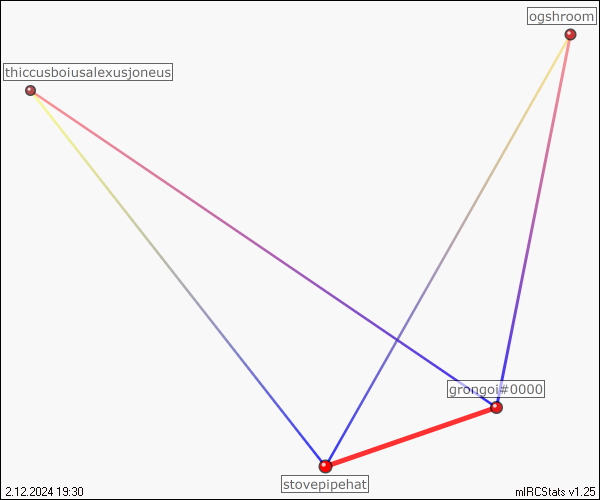 ogshroom
thiccusboiusalexusjoneus
grongoi#0000
stovepipehat
2.12.2024 19:30
mIRCStats v1.25